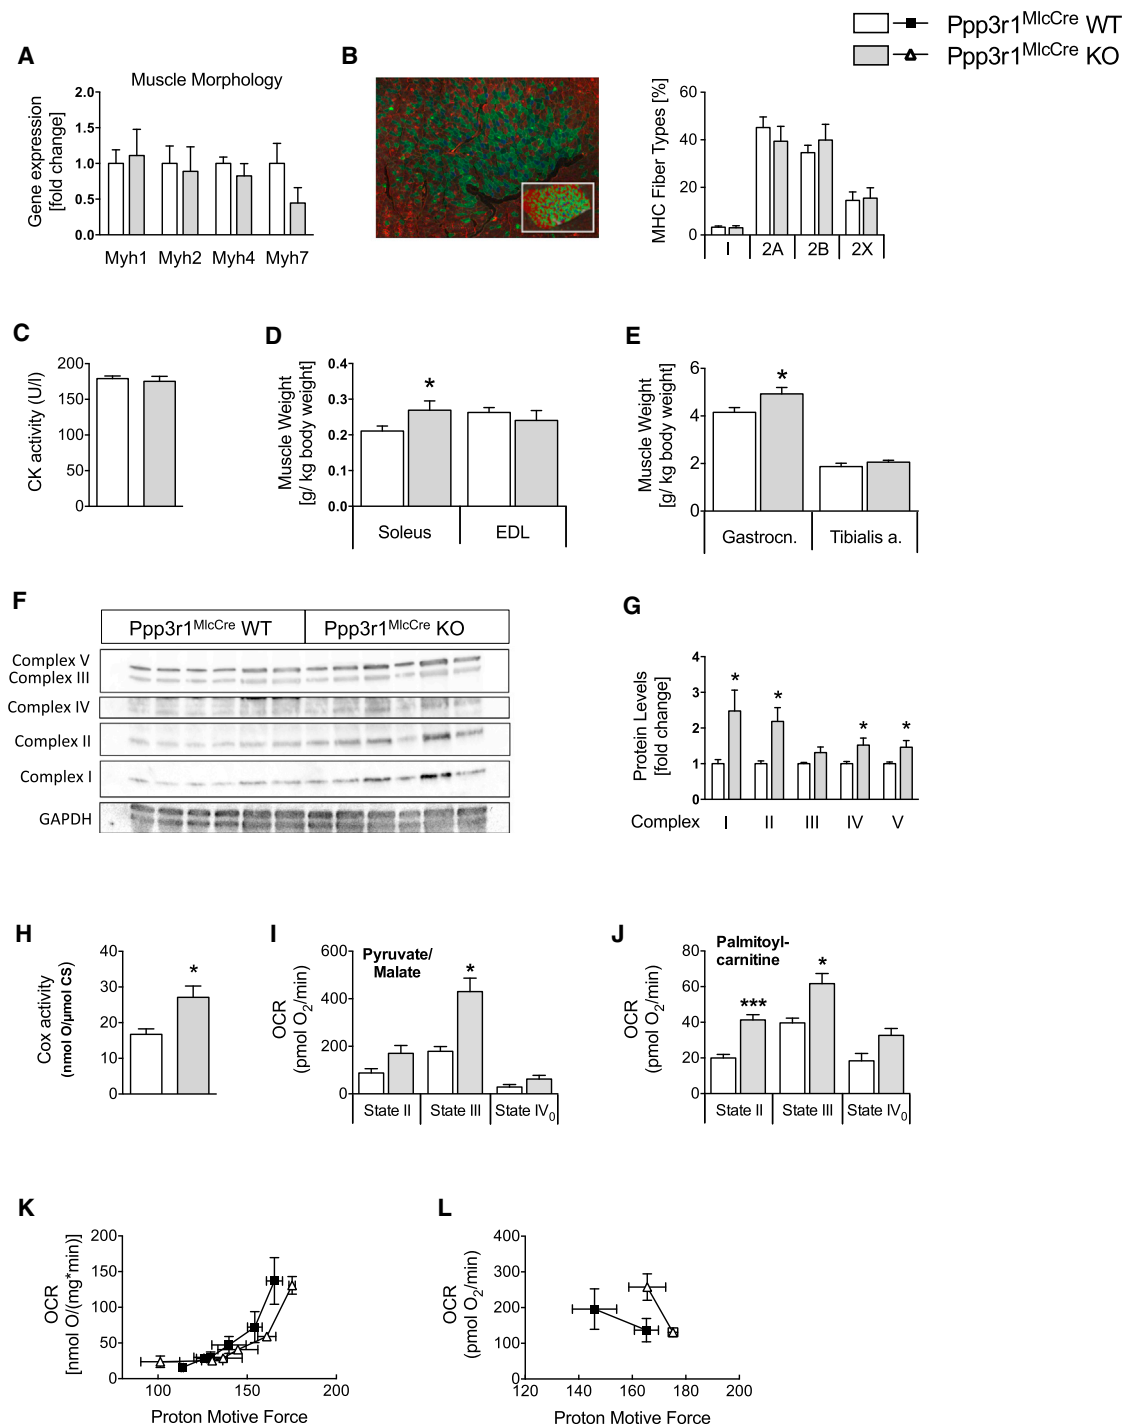 Ppp3r1MlcCre WT
Ppp3r1MlcCre KO
A
Muscle Morphology
Gene expression
[fold change]
2.0
1.5
1.0
0.5
0.0
Myh1 Myh2 Myh4 Myh7
B
MHC Fiber Types [%]
60
40
20
0
I 2A 2B 2X
C
CK activity (U/l)
200
150
100
50
0
D
Muscle Weight
[g/ kg body weight]
0.4
0.3
0.2
0.1
0.0
*
Soleus EDL
E
Muscle Weight
[g/ kg body weight]
6
4
2
0
*
Gastrocn. Tibialis a.
F
Ppp3r1MlcCre WT Ppp3r1MlcCre KO
Complex V
Complex III
Complex IV
Complex II
Complex I
GAPDH
G
Protein Levels
[fold change]
4
3
2
1
0
* * * *
Complex I II III IV V
H
Cox activity
(nmol O/µmol CS)
40
30
20
10
0
*
I
Pyruvate/
Malate
OCR
(pmol O2/min)
600
400
200
0
*
State II State III State IV0
J
Palmitoyl-
carnitine
OCR
(pmol O2/min)
80
60
40
20
0
*** *
State II State III State IV0
K
OCR
[nmol O/(mg*min)]
200
150
100
50
0
100 150 200
Proton Motive Force
L
OCR
(pmol O2/min)
400
300
200
100
0
120 140 160 180 200
Proton Motive Force